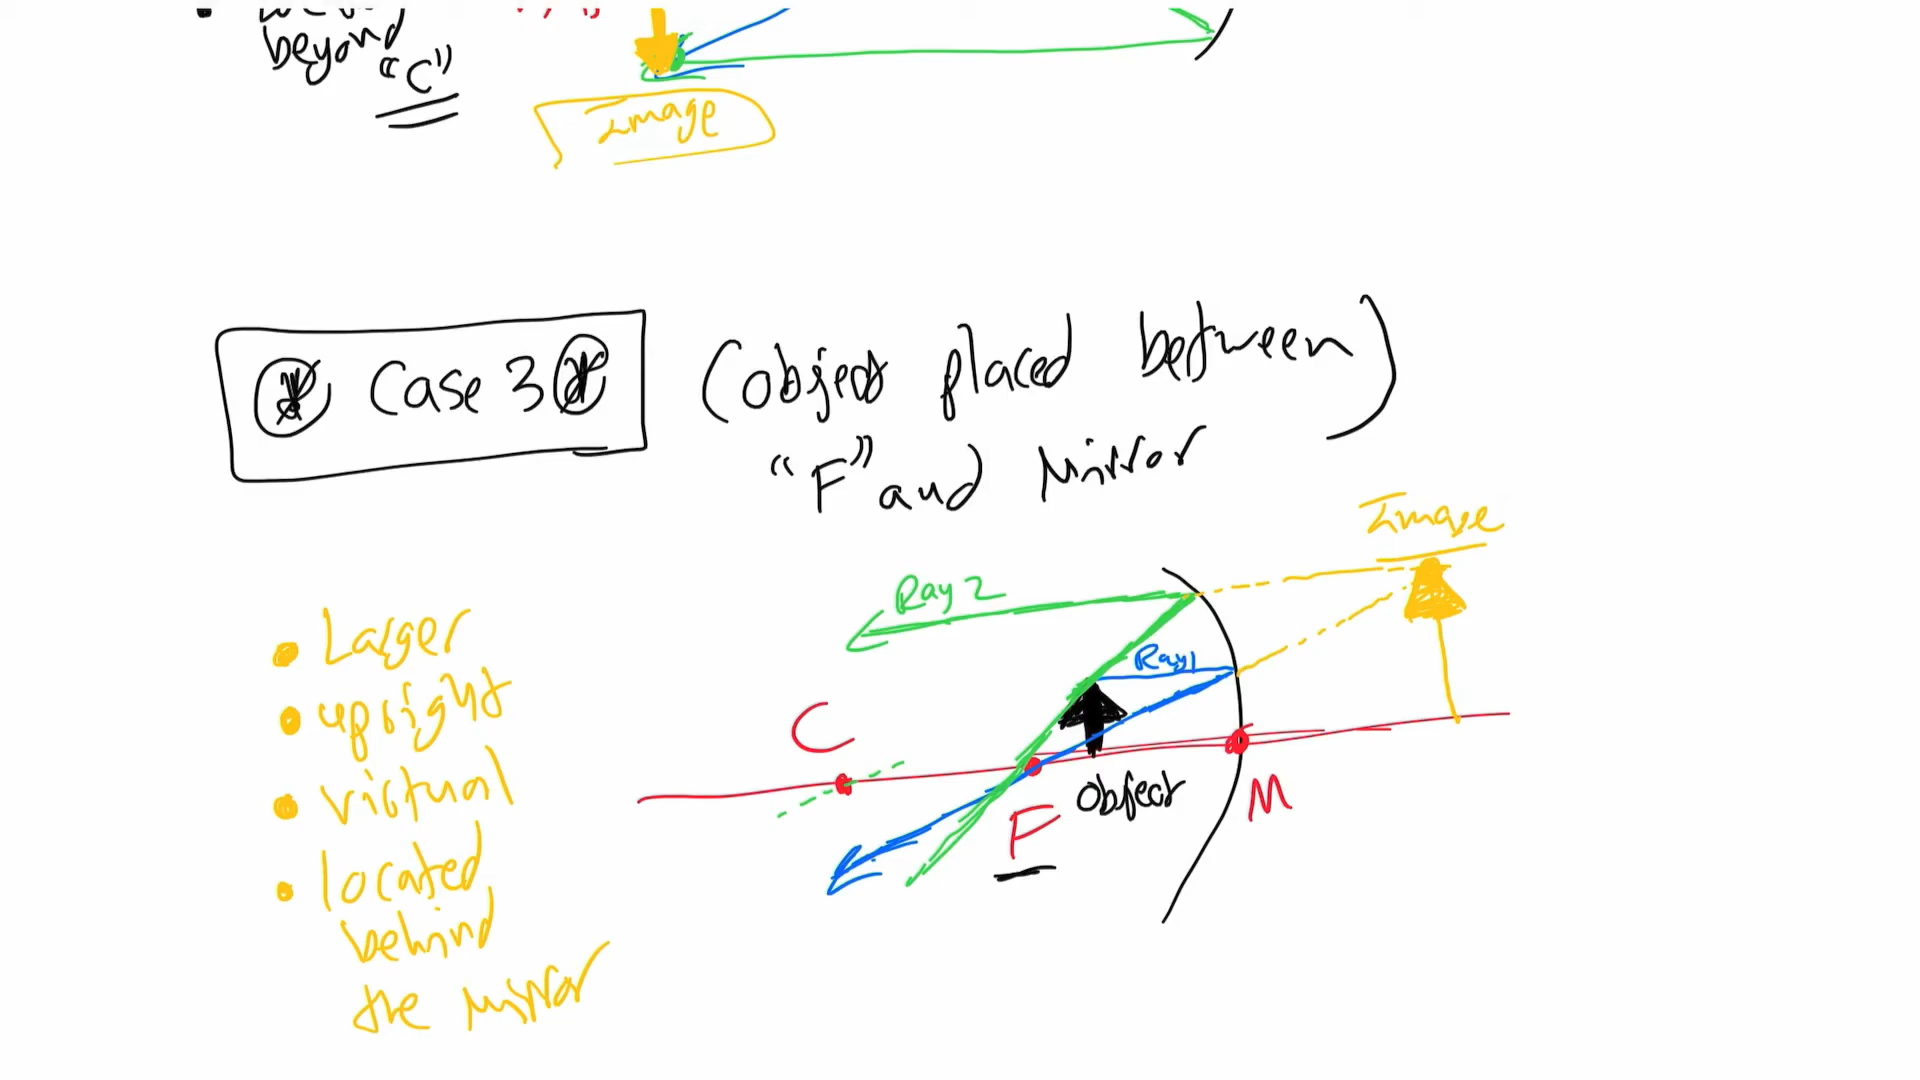 beyond
"C"
Image
Case 3
(object placed between)
"F" and Mirror
Image
Ray 2
Ray 1
C
F
object
M
• Larger
• upright
• virtual
• located
behind
the mirror